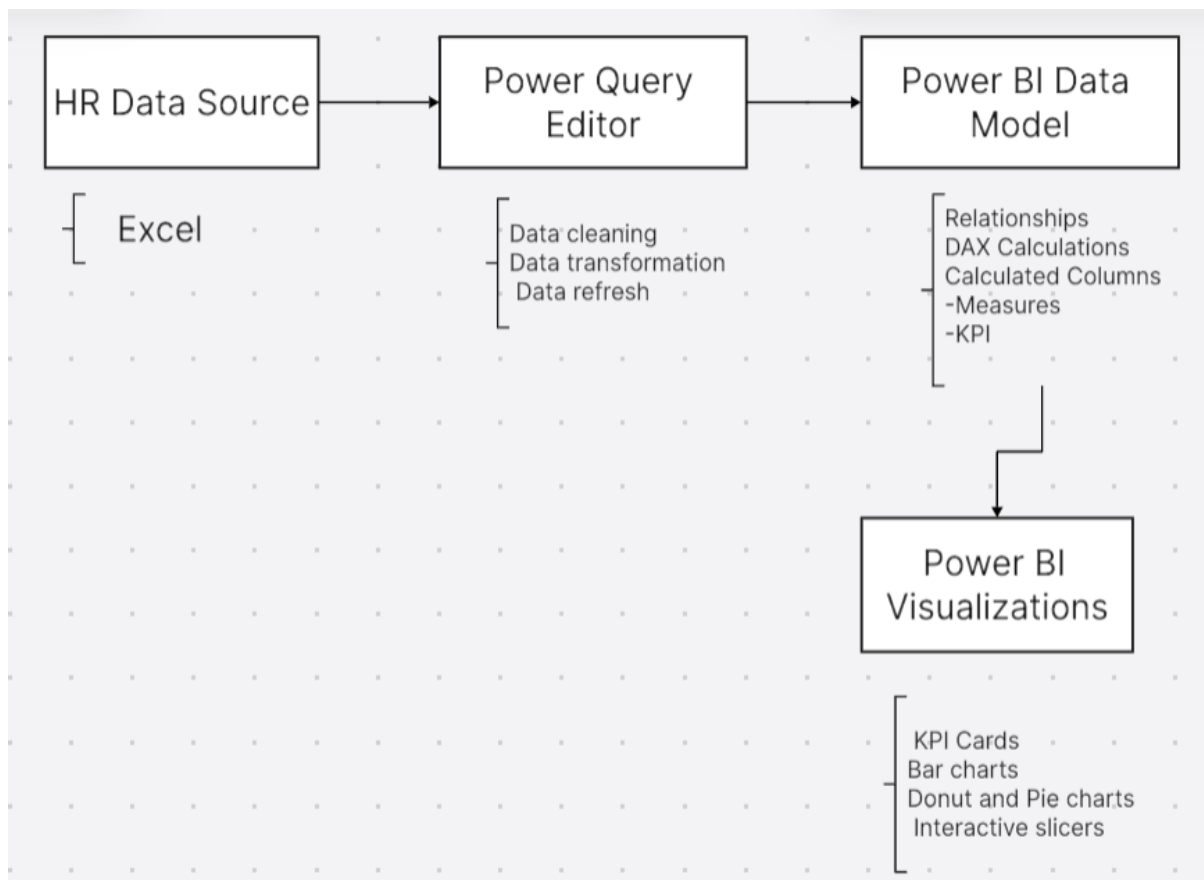 HR Data Source
Power Query
Editor
Power BI Data
Model
Excel
Data cleaning
Data transformation
Data refresh
Relationships
DAX Calculations
Calculated Columns
-Measures
-KPI
Power BI
Visualizations
KPI Cards
Bar charts
Donut and Pie charts
Interactive slicers